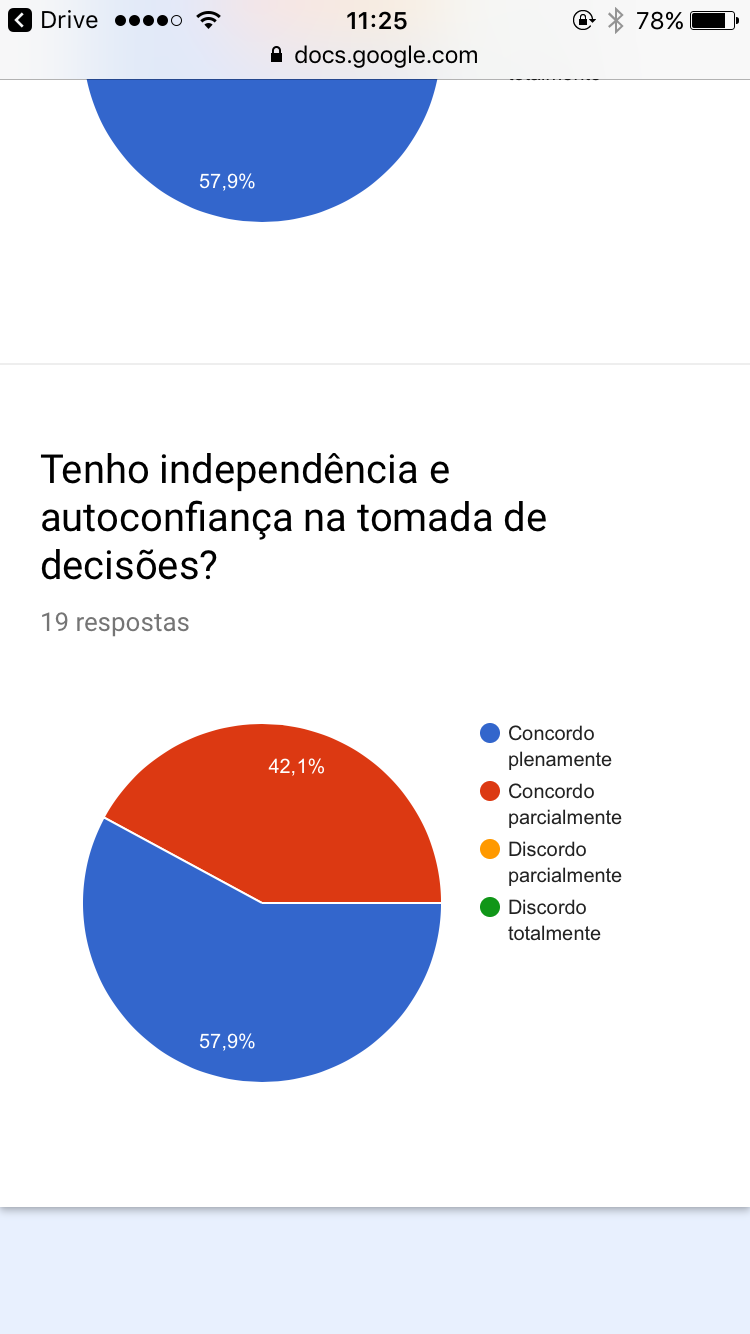 Drive 11:25 78%
docs.google.com
57,9%
Tenho independência e
autoconfiança na tomada de
decisões?
19 respostas
42,1%
57,9%
Concordo
plenamente
Concordo
parcialmente
Discordo
parcialmente
Discordo
totalmente